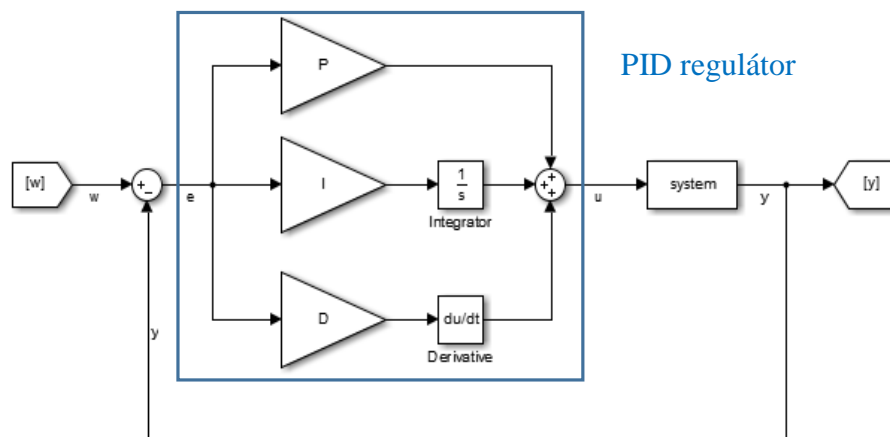 PID regulátor
P
[w]
w
+
−
e
I
1
s
Integrator
+
+
+
u
system
y
[y]
D
du/dt
Derivative
y